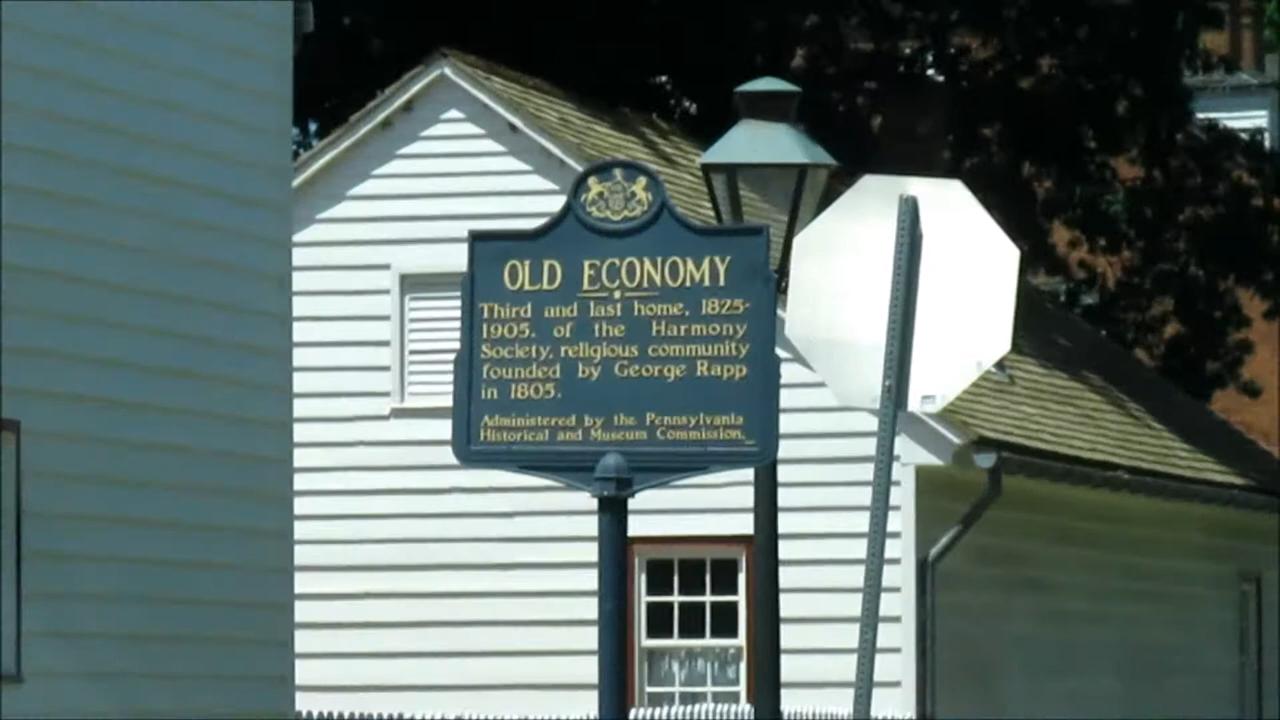 OLD ECONOMY
Third and last home, 1825-
1905, of the Harmony
Society, religious community
founded by George Rapp
in 1805.
Administered by the Pennsylvania
Historical and Museum Commission.